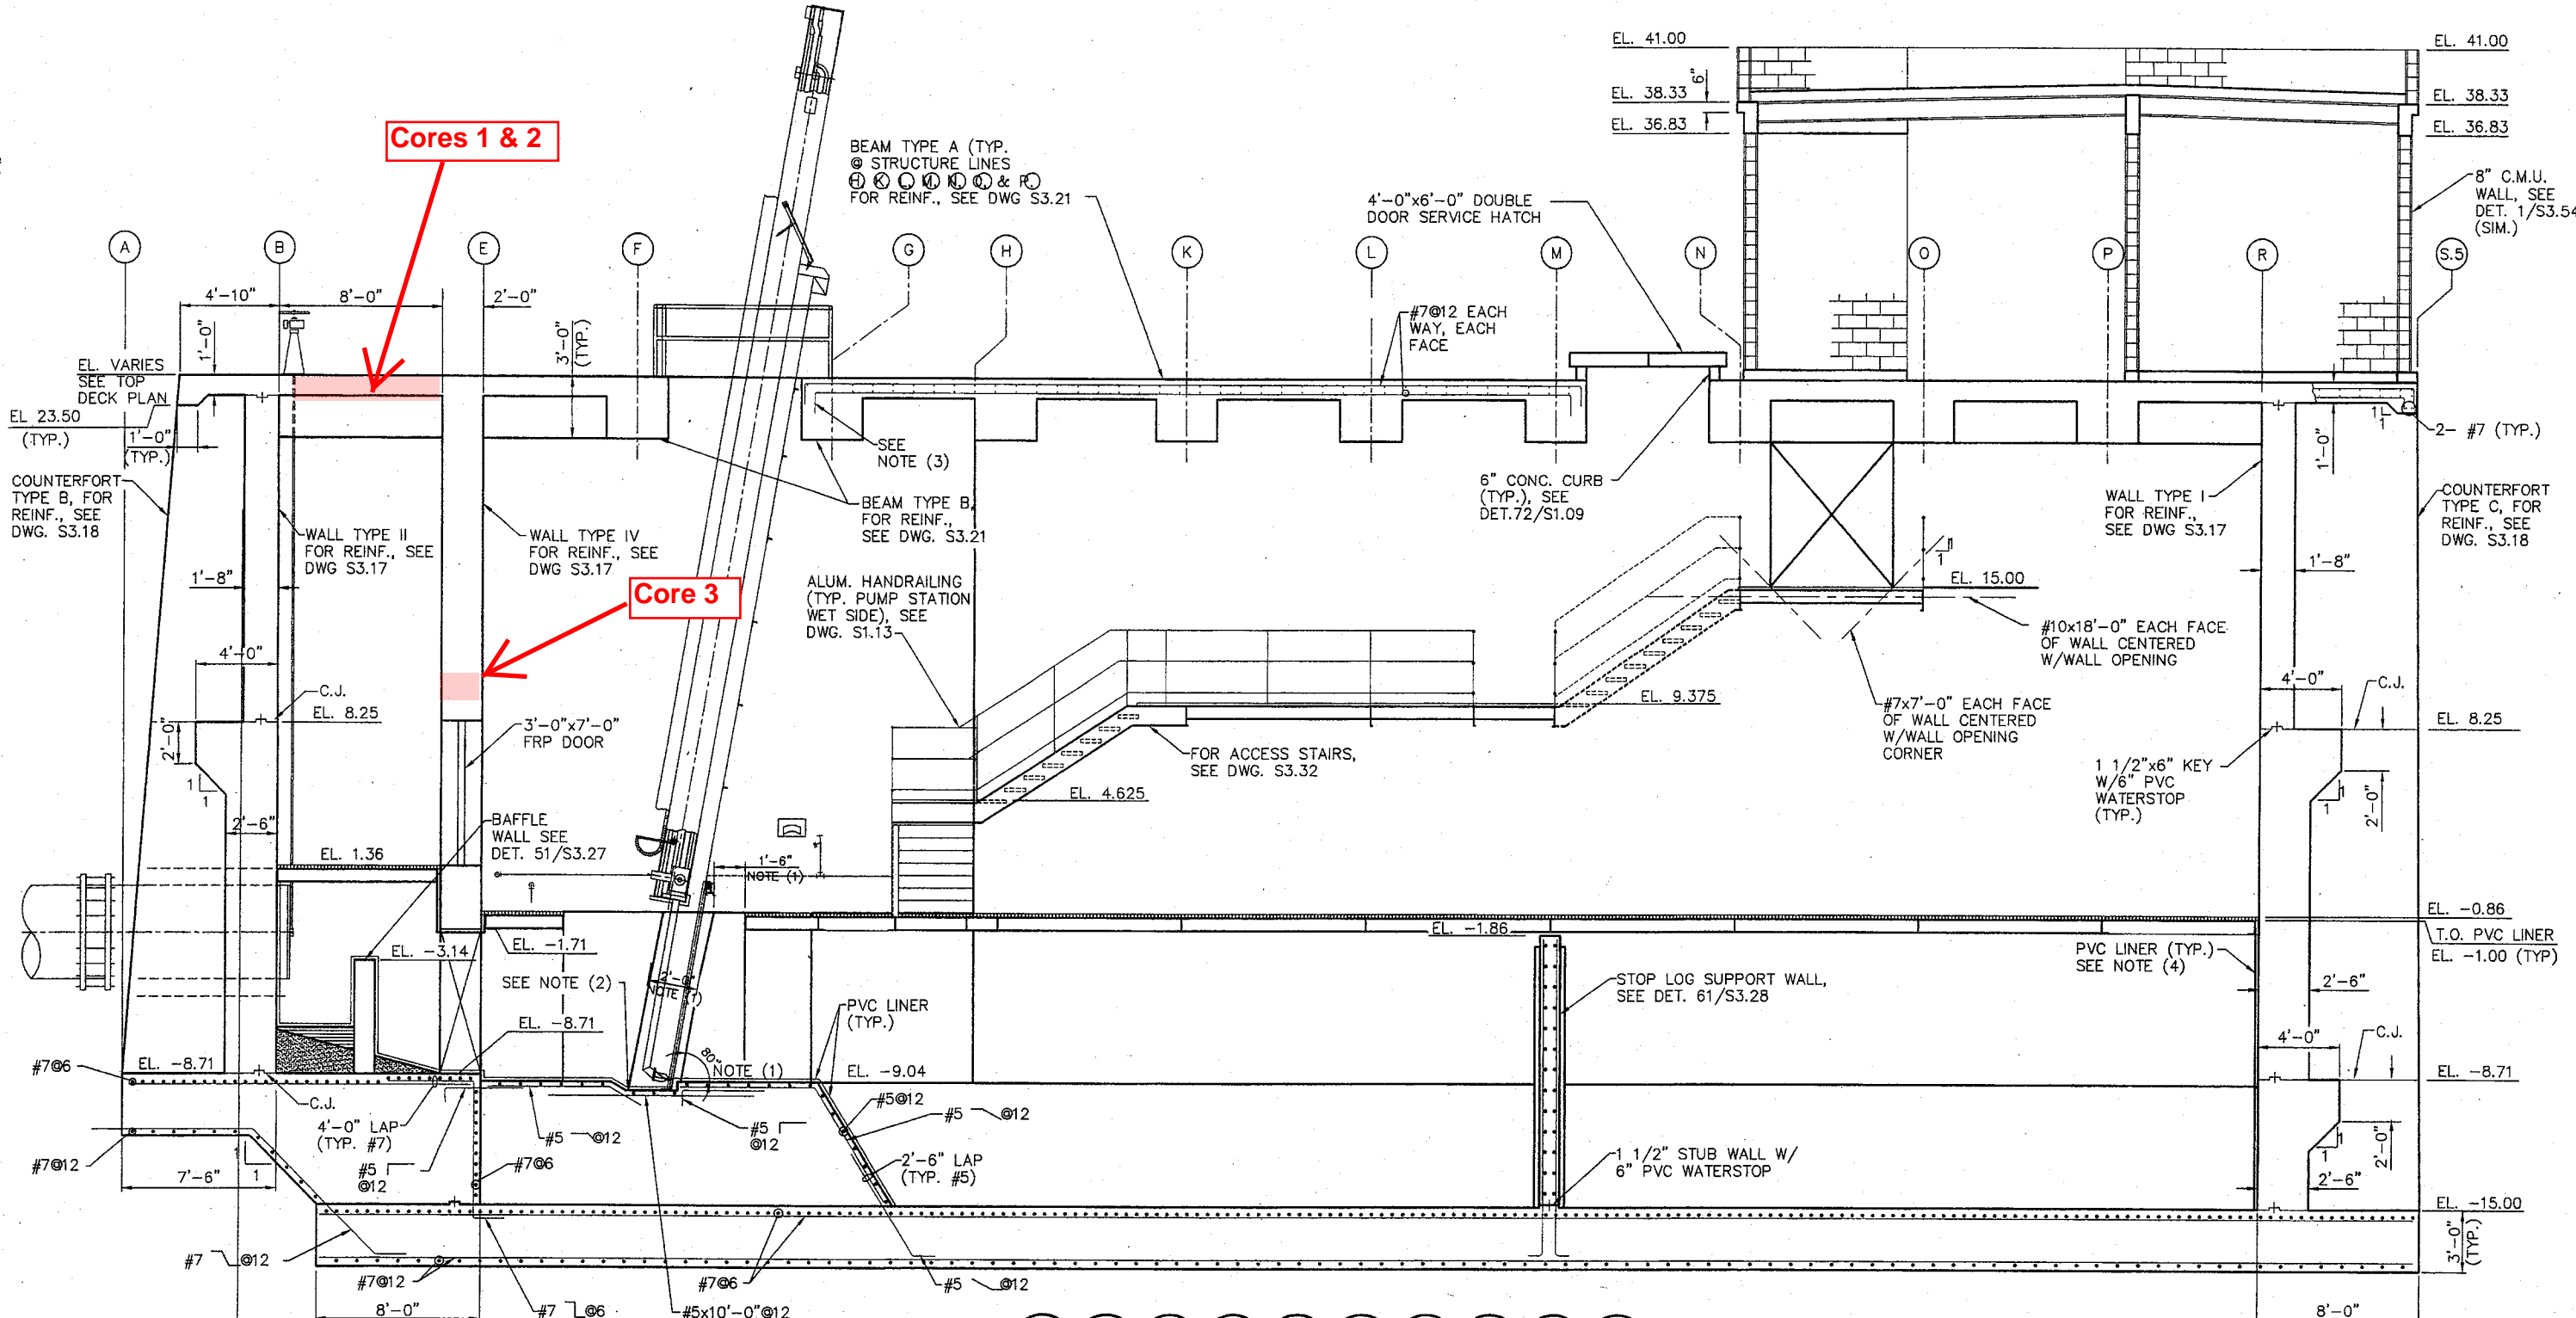 EL. 41.00
EL. 41.00
6"
EL. 38.33
EL. 38.33
EL. 36.83
EL. 36.83
Cores 1 & 2
BEAM TYPE A (TYP.
@ STRUCTURE LINES
H, K, L, M, N, O, & P.)
FOR REINF., SEE DWG S3.21
4'-0"x6'-0" DOUBLE
DOOR SERVICE HATCH
8" C.M.U.
WALL, SEE
DET. 1/S3.54
(SIM.)
A
B
E
F
G
H
K
L
M
N
O
P
R
S.5
4'-10"
8'-0"
2'-0"
1'-0"
3'-0"
(TYP.)
#7@12 EACH
WAY, EACH
FACE
EL. VARIES
SEE TOP
DECK PLAN
EL 23.50
(TYP.)
1'-0"
(TYP.)
SEE
NOTE (3)
1
1
2- #7 (TYP.)
1'-0"
COUNTERFORT
TYPE B, FOR
REINF., SEE
DWG. S3.18
WALL TYPE II
FOR REINF., SEE
DWG S3.17
WALL TYPE IV
FOR REINF., SEE
DWG S3.17
BEAM TYPE B,
FOR REINF.,
SEE DWG. S3.21
6" CONC. CURB
(TYP.), SEE
DET.72/S1.09
WALL TYPE I
FOR REINF.,
SEE DWG S3.17
COUNTERFORT
TYPE C, FOR
REINF., SEE
DWG. S3.18
1'-8"
Core 3
ALUM. HANDRAILING
(TYP. PUMP STATION
WET SIDE), SEE
DWG. S1.13
1
1
EL. 15.00
1'-8"
#10x18'-0" EACH FACE
OF WALL CENTERED
W/WALL OPENING
4'-0"
C.J.
EL. 8.25
2'-0"
1
1
3'-0"x7'-0"
FRP DOOR
EL. 9.375
#7x7'-0" EACH FACE
OF WALL CENTERED
W/WALL OPENING
CORNER
4'-0"
C.J.
EL. 8.25
FOR ACCESS STAIRS,
SEE DWG. S3.32
EL. 4.625
1 1/2"x6" KEY
W/6" PVC
WATERSTOP
(TYP.)
1
1
2'-0"
2'-6"
BAFFLE
WALL SEE
DET. 51/S3.27
EL. 1.36
1'-6"
NOTE (1)
EL. -3.14
EL. -1.71
EL. -1.86
EL. -0.86
T.O. PVC LINER
EL. -1.00 (TYP)
SEE NOTE (2)
2'-0"
NOTE (1)
PVC LINER
(TYP.)
STOP LOG SUPPORT WALL,
SEE DET. 61/S3.28
PVC LINER (TYP.)
SEE NOTE (4)
2'-6"
EL. -8.71
4'-0"
C.J.
#7@6
EL. -8.71
80°
NOTE (1)
EL. -9.04
EL. -8.71
C.J.
4'-0" LAP
(TYP. #7)
#5 @12
#5
@12
#5@12
#5 @12
1
1
2'-0"
#7@12
1
1
7'-6"
#5
@12
#7@6
2'-6" LAP
(TYP. #5)
1 1/2" STUB WALL W/
6" PVC WATERSTOP
2'-6"
EL. -15.00
3'-0"
(TYP.)
#7 @12
#7@12
#7@6
#5 @12
8'-0"
#7 @6
#5x10'-0"@12
8'-0"